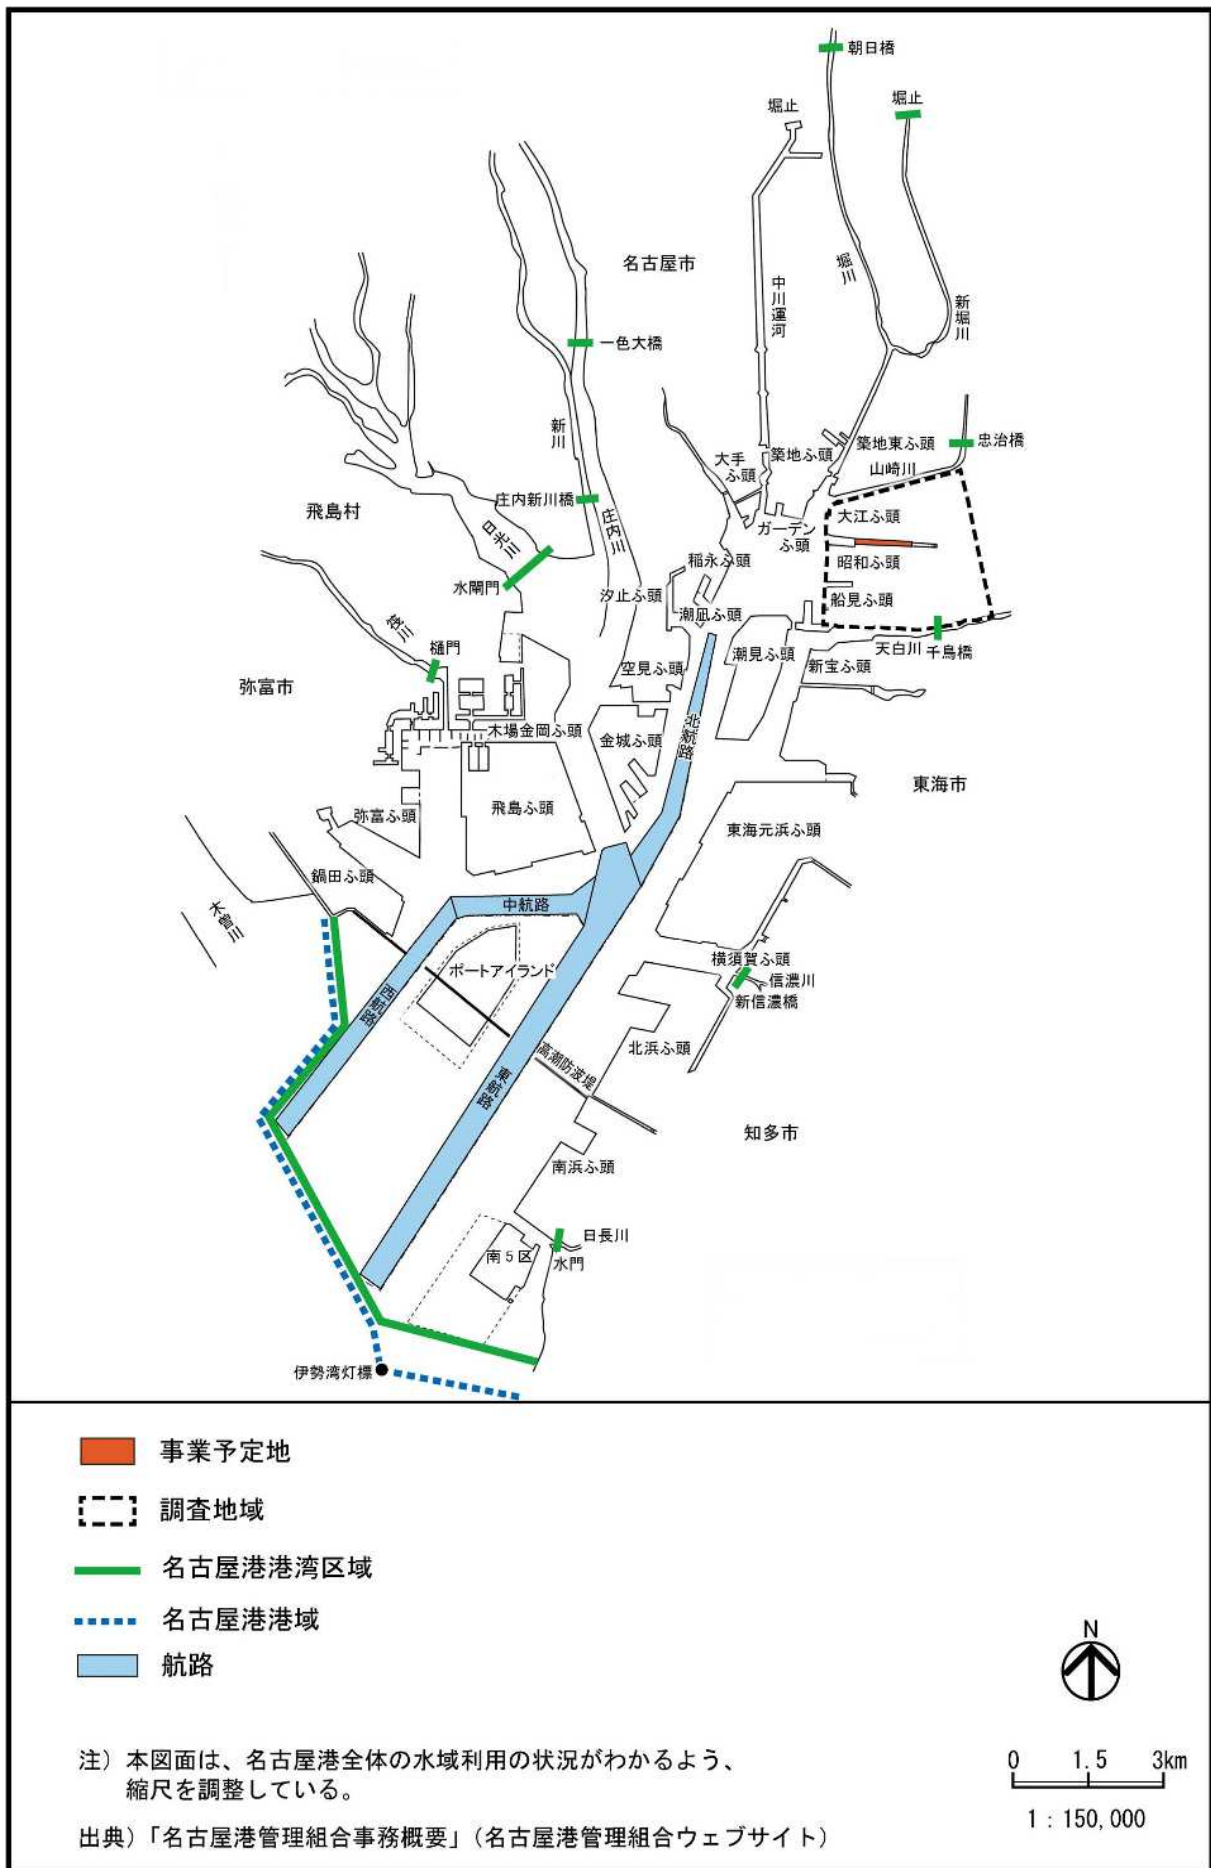 朝日橋
堀止
堀止
名古屋市
中川運河
堀川
新堀川
一色大橋
新川
大手
ふ頭
築地ふ頭
築地東ふ頭
忠治橋
山崎川
庄内新川橋
庄内川
飛島村
日光川
大江ふ頭
ガーデン
ふ頭
昭和ふ頭
稲永ふ頭
水閘門
汐止ふ頭
船見ふ頭
潮凪ふ頭
筏川
樋門
空見ふ頭
潮見ふ頭
天白川
千鳥橋
新宝ふ頭
弥富市
木場金岡ふ頭
金城ふ頭
北航路
東海市
弥富ふ頭
飛島ふ頭
東海元浜ふ頭
鍋田ふ頭
木曽川
中航路
ポートアイランド
横須賀ふ頭
信濃川
新信濃橋
西航路
北浜ふ頭
高潮防波堤
東航路
知多市
南浜ふ頭
日長川
南5区
水門
伊勢湾灯標
事業予定地
調査地域
名古屋港港湾区域
名古屋港港域
航路
N
注）本図面は、名古屋港全体の水域利用の状況がわかるよう、
縮尺を調整している。
0 1.5 3km
1：150,000
出典）「名古屋港管理組合事務概要」（名古屋港管理組合ウェブサイト）